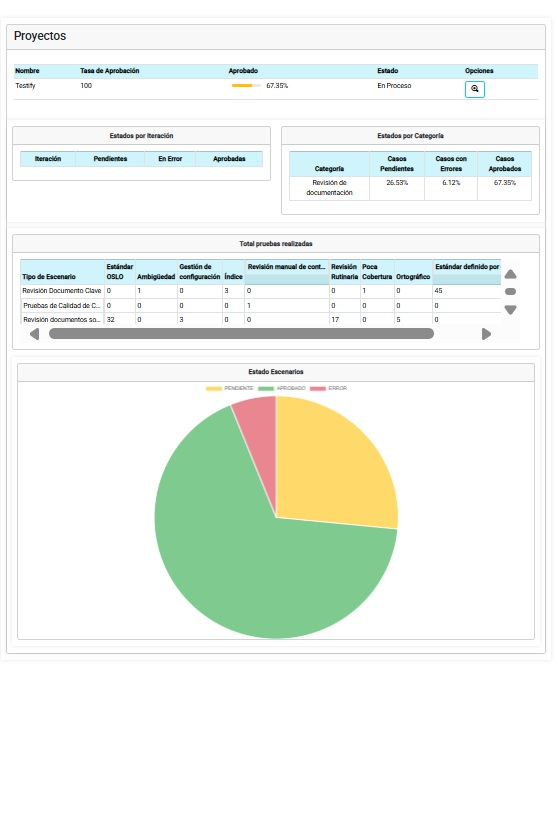 Proyectos
Nombre Tasa de Aprobación Aprobado Estado Opciones
Testify 100 67.35% En Proceso
Estados por Iteración
Iteración Pendientes En Error Aprobadas
Estados por Categoría
Categoría Casos Pendientes Casos con Errores Casos Aprobados
Revisión de documentación 26.53% 6.12% 67.35%
Total pruebas realizadas
Tipo de Escenario Estándar OSLO Ambigüedad Gestión de configuración Índice Revisión manual de cont... Revisión Rutinaria Poca Cobertura Ortográfico Estándar definido por
Revisión Documento Clave 0 1 0 3 0 0 1 0 45
Pruebas de Calidad de C... 0 0 0 0 1 0 0 0 0
Revisión documentos so... 32 0 3 0 0 17 0 5 0
Estado Escenarios
PENDIENTE APROBADO ERROR